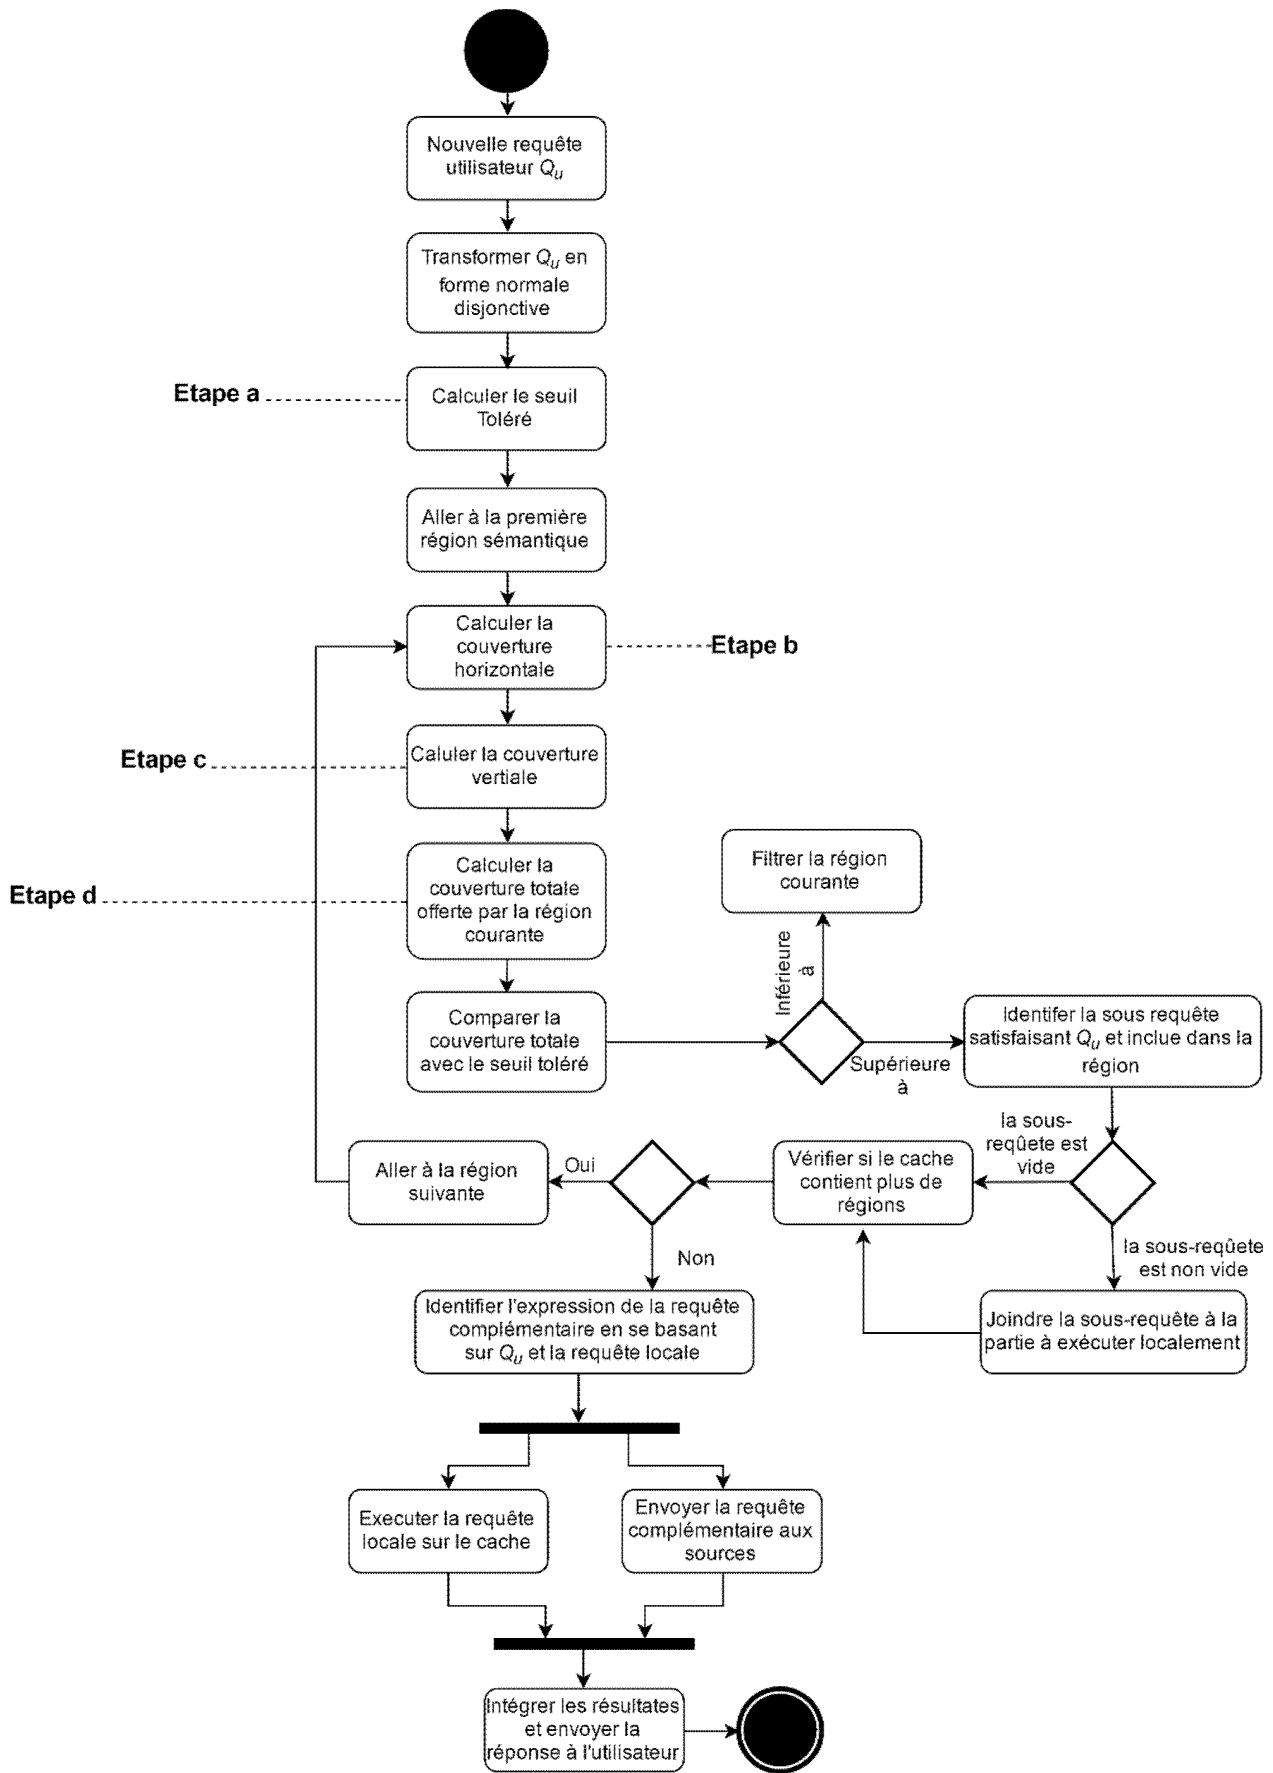 Nouvelle requête
utilisateur Qu
Transformer Qu en
forme normale
disjonctive
Etape a
Calculer le seuil
Toléré
Aller à la première
région sémantique
Calculer la
couverture
horizontale
Etape b
Etape c
Caluler la couverture
vertiale
Etape d
Calculer la
couverture totale
offerte par la région
courante
Filtrer la région
courante
Inférieure
à
Comparer la
couverture totale
avec le seuil toléré
Supérieure
à
Identifer la sous requête
satisfaisant Qu et inclue dans la
région
la sous-
reqûete est
vide
Vérifier si le cache
contient plus de
régions
Oui
Aller à la région
suivante
Non
la sous-reqûete
est non vide
Joindre la sous-requête à la
partie à exécuter localement
Identifier l'expression de la requête
complémentaire en se basant
sur Qu et la requête locale
Executer la requête
locale sur le cache
Envoyer la requête
complémentaire aux
sources
Intégrer les résultates
et envoyer la
réponse à l'utilisateur